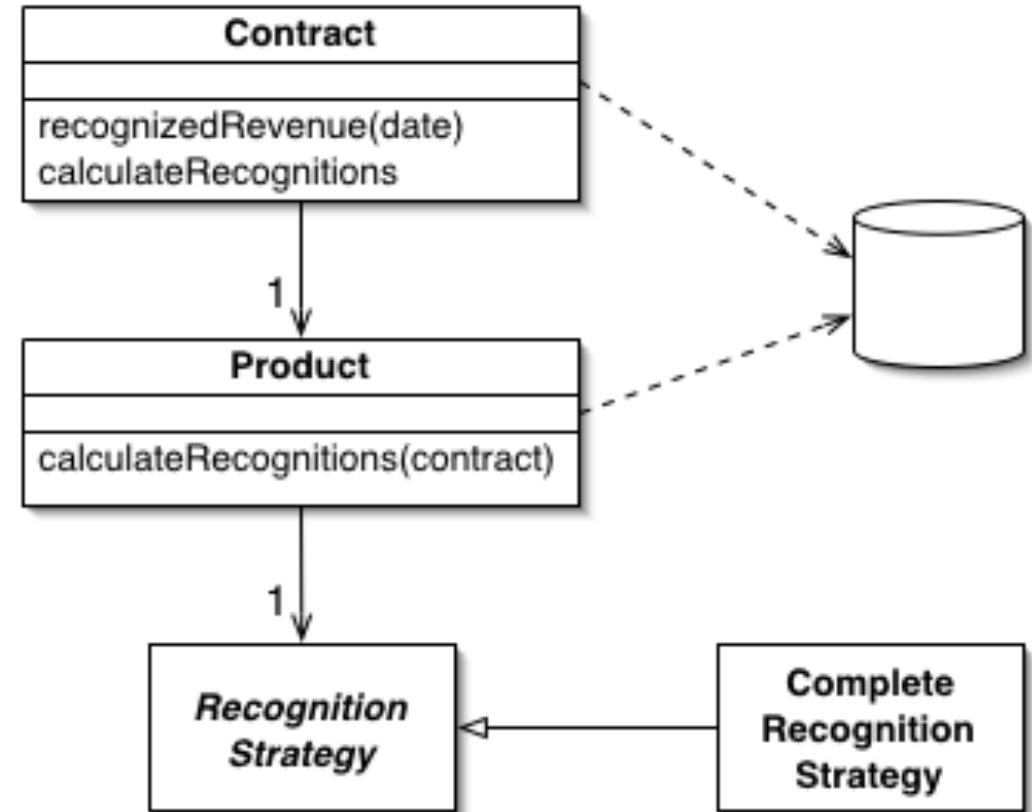 Contract
recognizedRevenue(date)
calculateRecognitions
1
Product
calculateRecognitions(contract)
1
Recognition
Strategy
Complete
Recognition
Strategy